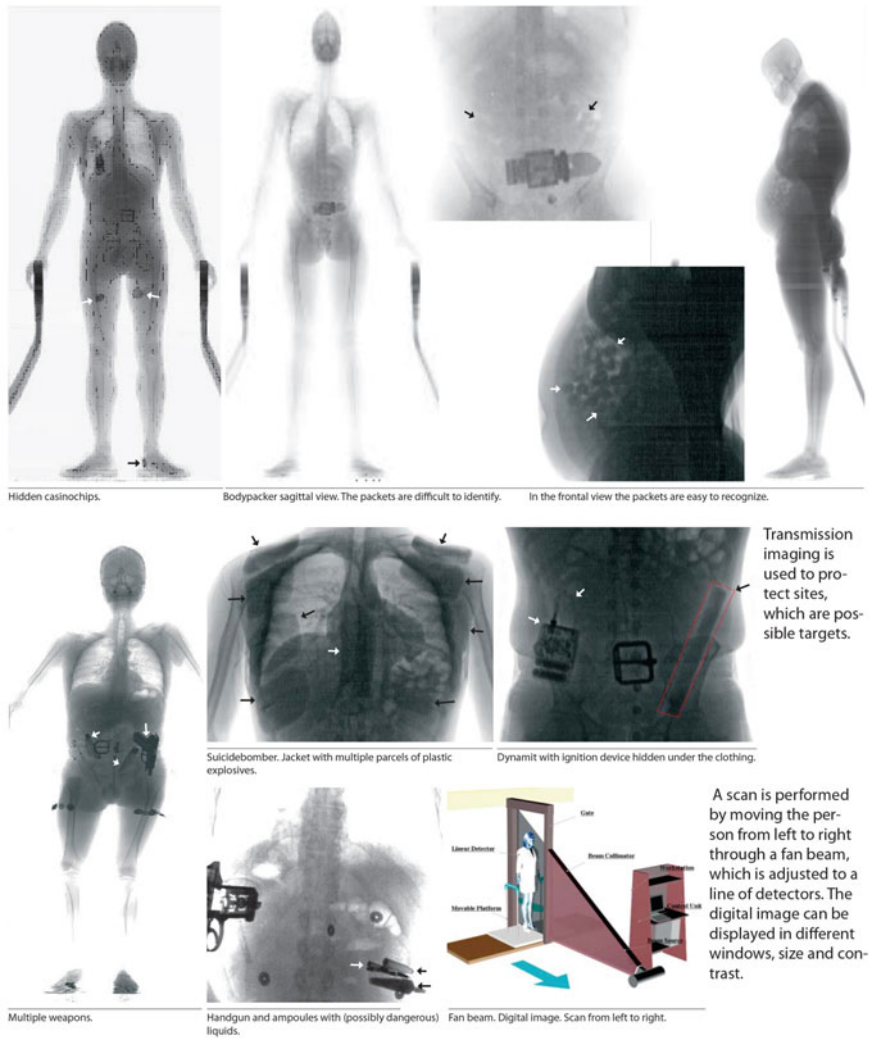 Hidden casinochips.
Bodypacker sagittal view. The packets are difficult to identify.
In the frontal view the packets are easy to recognize.
Transmission
imaging is
used to pro-
tect sites,
which are pos-
sible targets.
Suicidebomber. Jacket with multiple parcels of plastic
explosives.
Dynamit with ignition device hidden under the clothing.
A scan is performed
by moving the per-
son from left to right
through a fan beam,
which is adjusted to a
line of detectors. The
digital image can be
displayed in different
windows, size and con-
trast.
Gate
Linear Detector
Beam Collimator
Workstation
Movable Platform
Control Unit
Beam Source
Multiple weapons.
Handgun and ampoules with (possibly dangerous)
liquids.
Fan beam. Digital image. Scan from left to right.